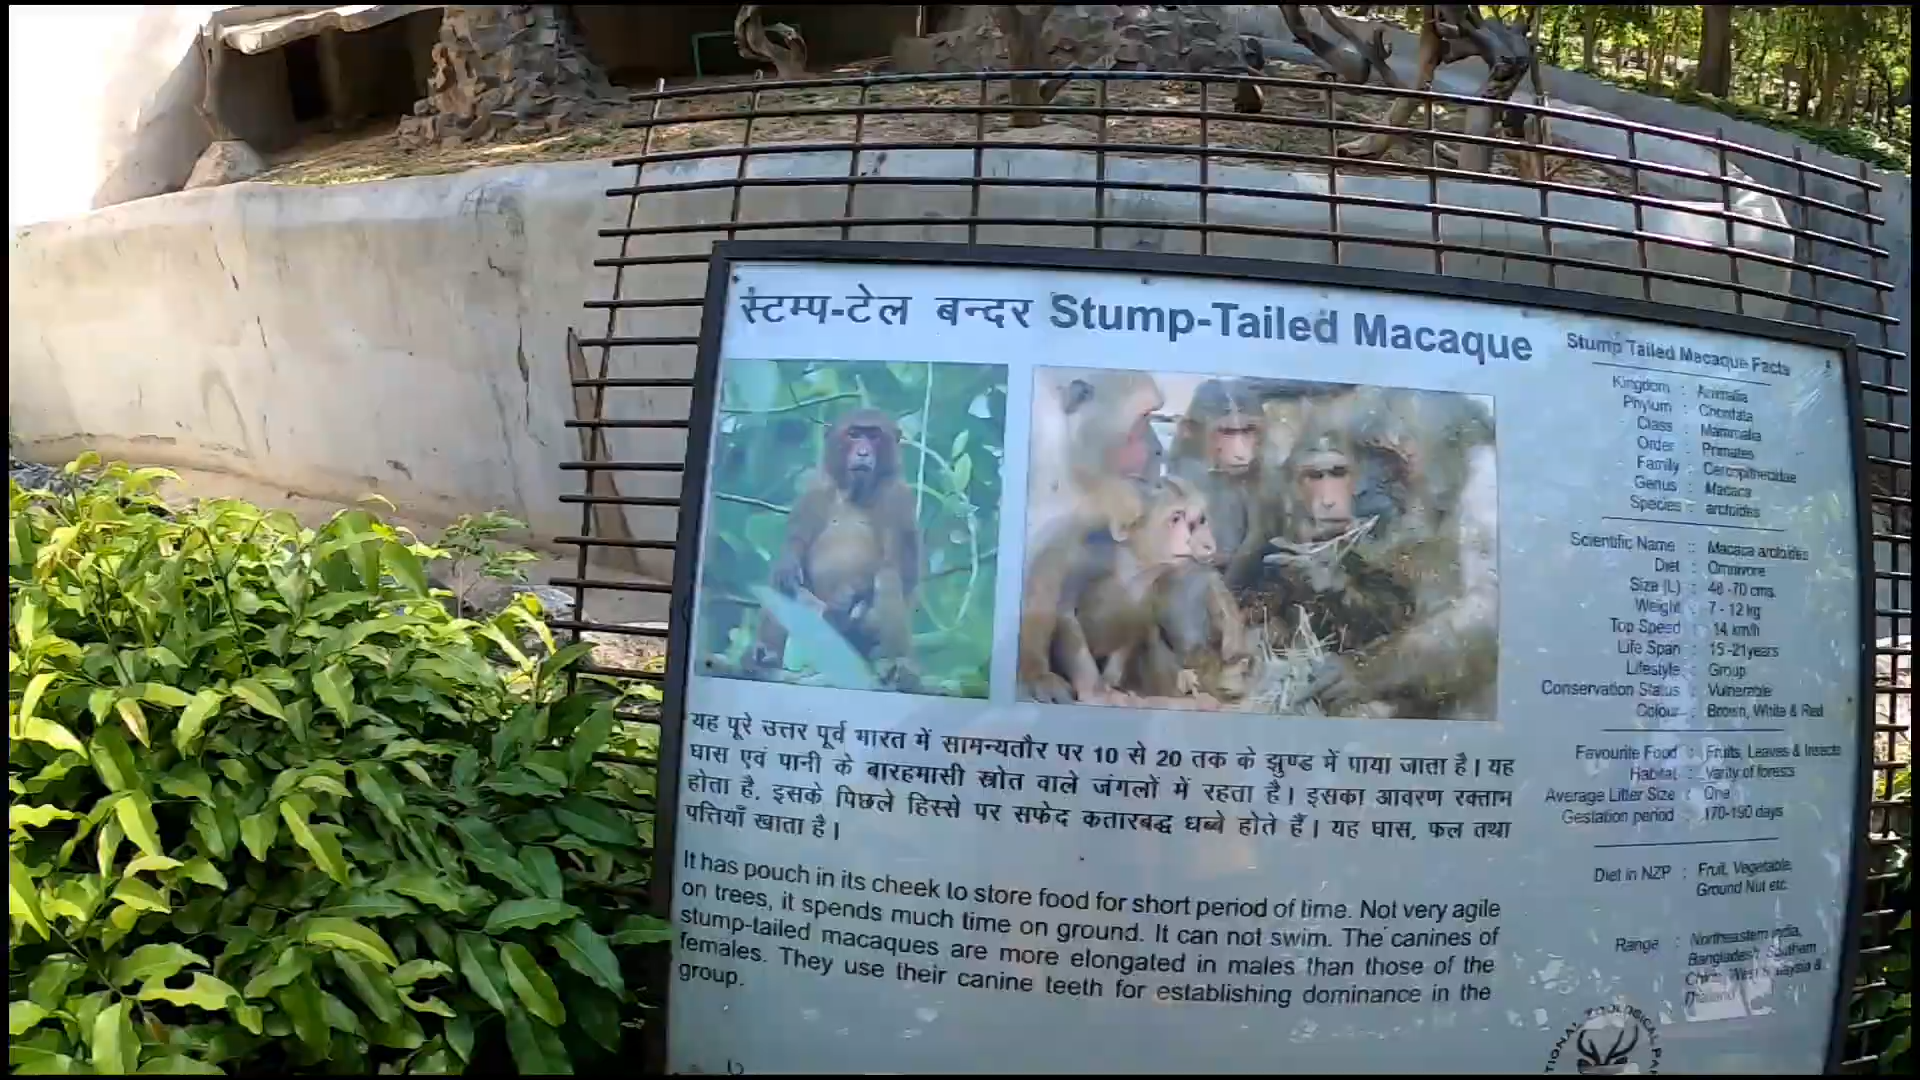 स्टम्प-टेल बन्दर Stump-Tailed Macaque
यह पूरे उत्तर पूर्व भारत में सामन्यतौर पर 10 से 20 तक के झुण्ड में पाया जाता है। यह
घास एवं पानी के बारहमासी स्त्रोत वाले जंगलों में रहता है। इसका आवरण रक्ताभ
होता है, इसके पिछले हिस्से पर सफेद कतारबद्ध धब्बे होते हैं। यह घास, फल तथा
पत्तियाँ खाता है।
It has pouch in its cheek to store food for short period of time. Not very agile
on trees, it spends much time on ground. It can not swim. The canines of
stump-tailed macaques are more elongated in males than those of the
females. They use their canine teeth for establishing dominance in the
group.
Stump Tailed Macaque Facts
Kingdom : Animalia
Phylum : Chordata
Class : Mammalia
Order : Primates
Family : Cercopithecidae
Genus : Macaca
Species : arctoides
Scientific Name : Macaca arctoides
Diet : Omnivore
Size (L) : 48-70 cms.
Weight : 7-12 kg
Top Speed : 14 km/h
Life Span : 15-21years
Lifestyle : Group
Conservation Status : Vulnerable
Colour : Brown, White & Red
Favourite Food : Fruits, Leaves & Insects
Habitat : Varity of forests
Average Litter Size : One
Gestation period : 170-190 days
Diet in NZP : Fruit, Vegetable,
Ground Nut etc.
Range : Northeastern India,
Bangladesh, Southern
China, West Malaysia &
Thailand